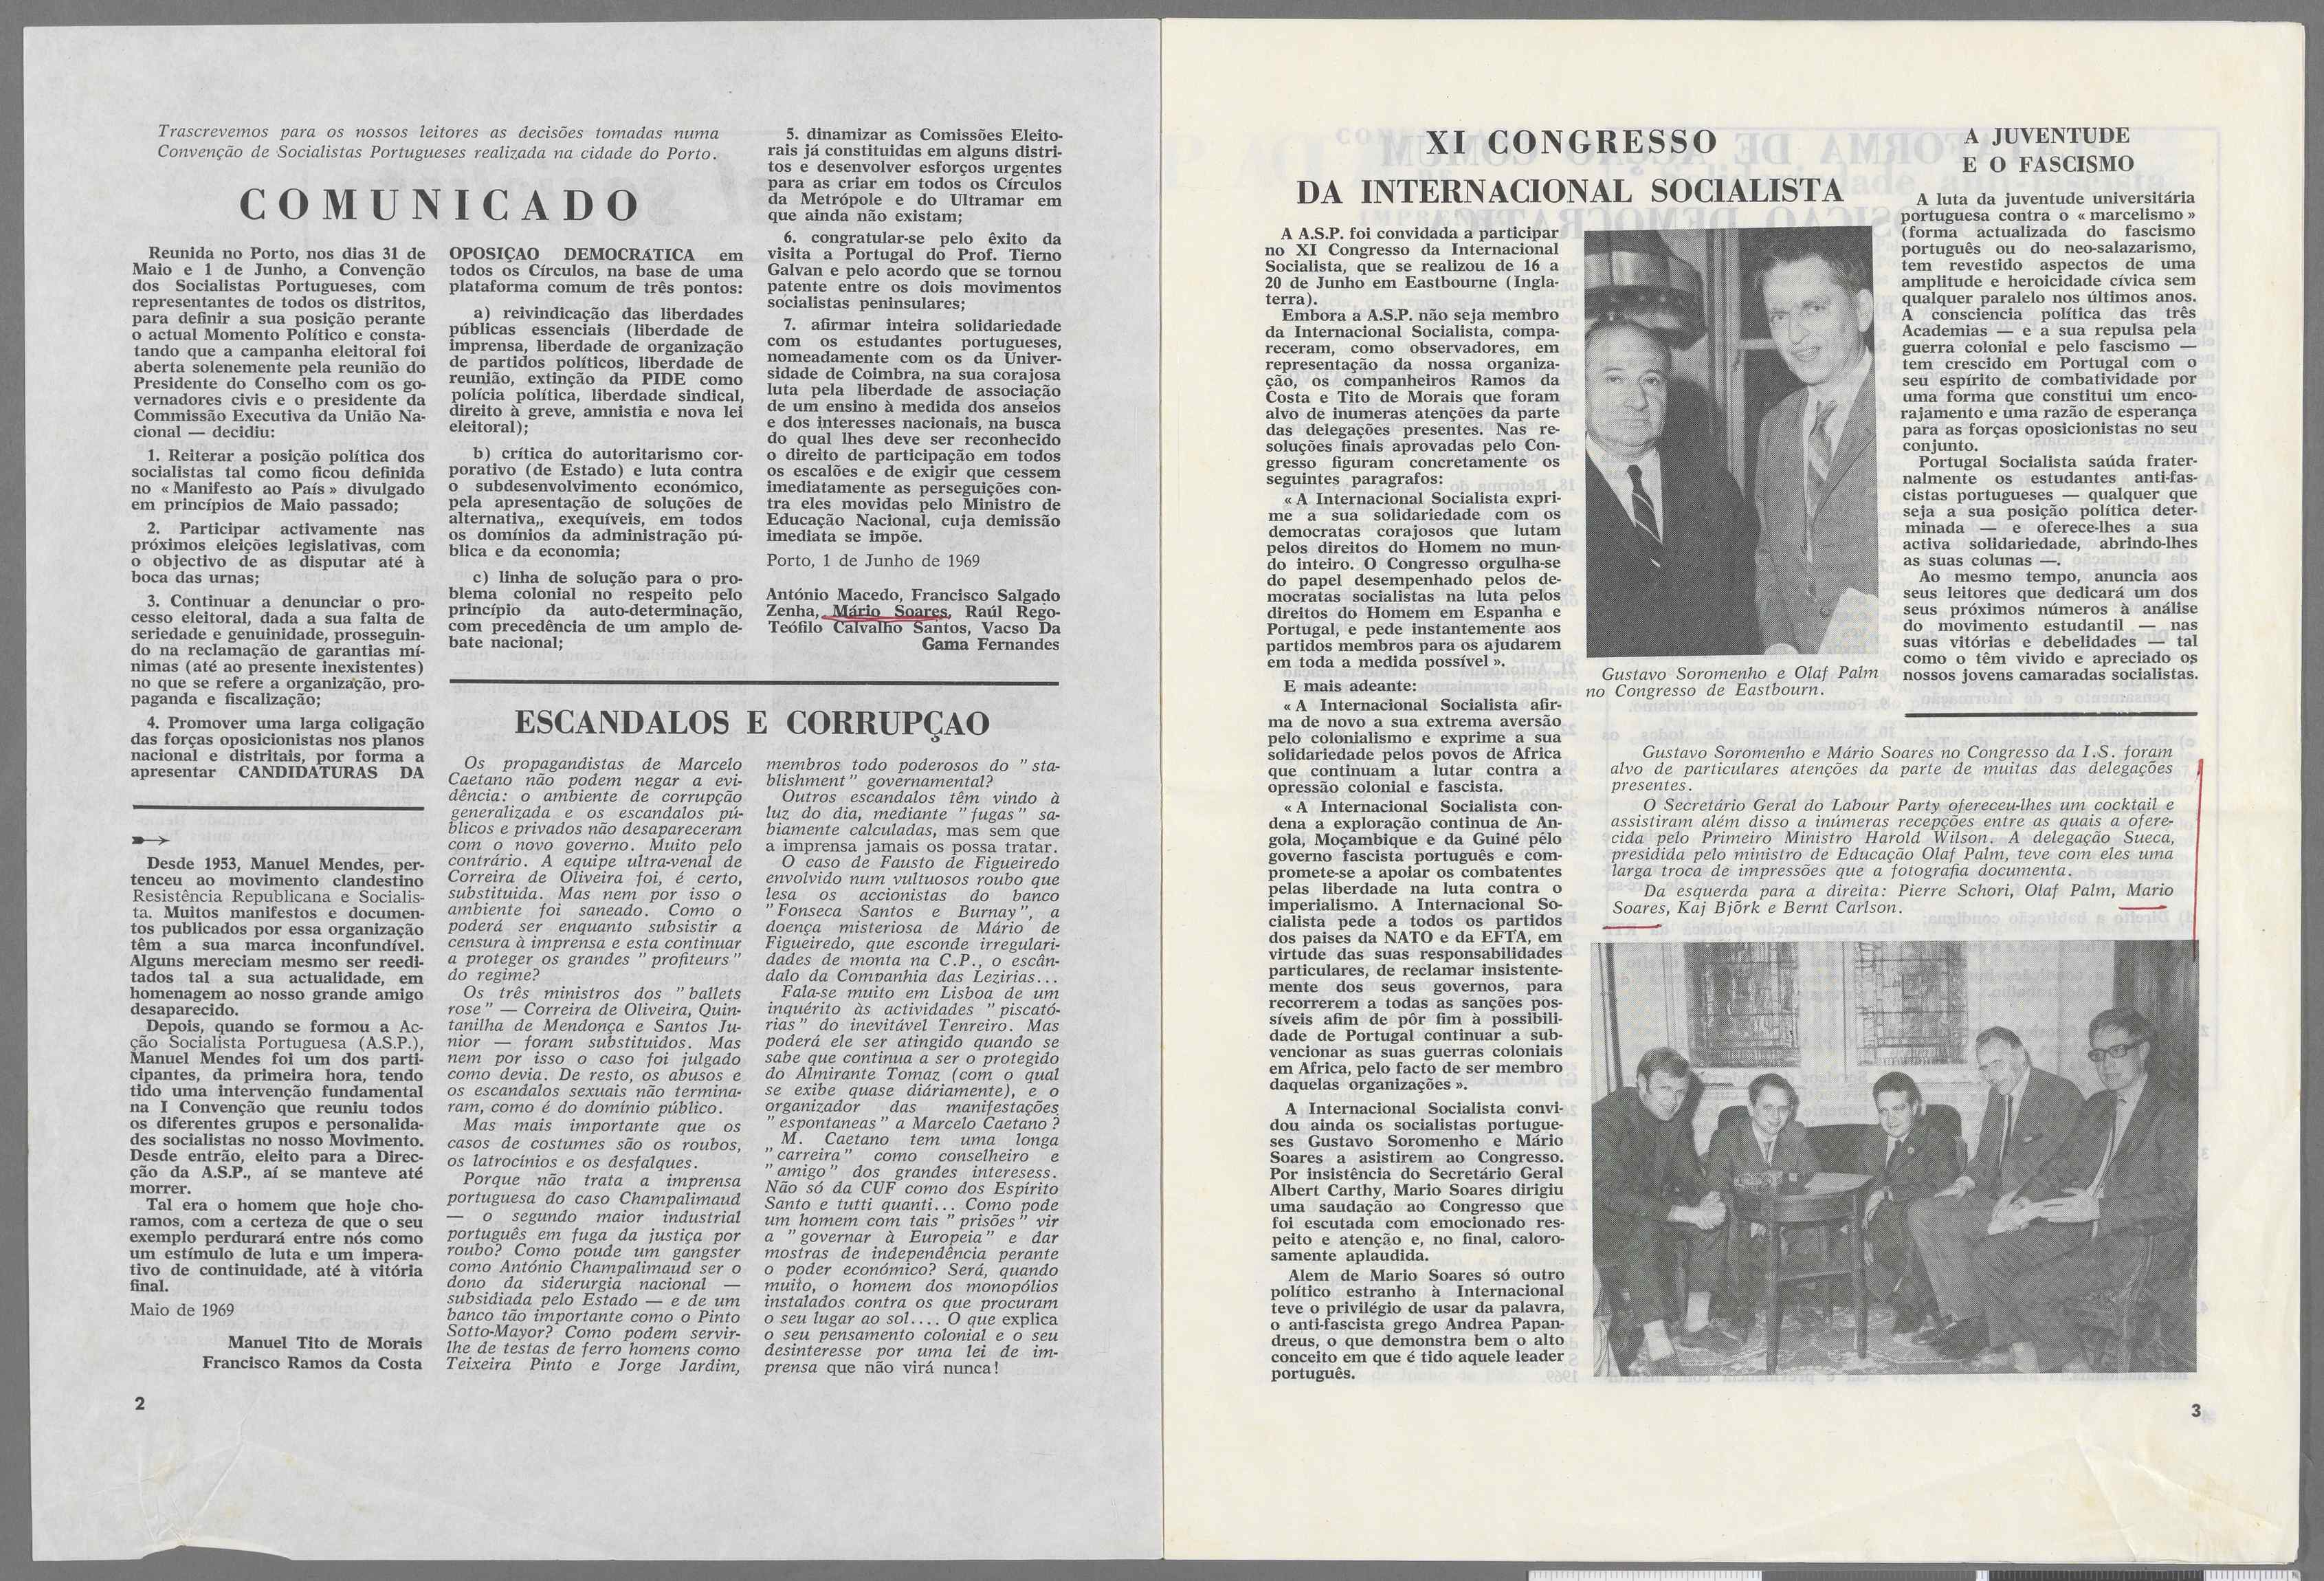 Trascrevemos para os nossos leitores as decisões tomadas numa
Convenção de Socialistas Portugueses realizada na cidade do Porto.
COMUNICADO
Reunida no Porto, nos dias 31 de
Maio e 1 de Junho, a Convenção
dos Socialistas Portugueses, com
representantes de todos os distritos,
para definir a sua posição perante
o actual Momento Político e consta-
tando que a campanha eleitoral foi
aberta solenemente pela reunião do
Presidente do Conselho com os go-
vernadores civis e o presidente da
Commissão Executiva da União Na-
cional — decidiu:
1. Reiterar a posição política dos
socialistas tal como ficou definida
no « Manifesto ao País » divulgado
em princípios de Maio passado;
2. Participar activamente nas
próximos eleições legislativas, com
o objectivo de as disputar até à
boca das urnas;
3. Continuar a denunciar o pro-
cesso eleitoral, dada a sua falta de
seriedade e genuinidade, prosseguin-
do na reclamação de garantias mí-
nimas (até ao presente inexistentes)
no que se refere a organização, pro-
paganda e fiscalização;
4. Promover uma larga coligação
das forças oposicionistas nos planos
nacional e distritais, por forma a
apresentar CANDIDATURAS DA
OPOSIÇAO DEMOCRATICA em
todos os Círculos, na base de uma
plataforma comum de três pontos:
a) reivindicação das liberdades
públicas essenciais (liberdade de
imprensa, liberdade de organização
de partidos políticos, liberdade de
reunião, extinção da PIDE como
polícia política, liberdade sindical,
direito à greve, amnistia e nova lei
eleitoral);
b) crítica do autoritarismo cor-
porativo (de Estado) e luta contra
o subdesenvolvimento económico,
pela apresentação de soluções de
alternativa,, exequíveis, em todos
os domínios da administração pú-
blica e da economia;
c) linha de solução para o pro-
blema colonial no respeito pelo
princípio da auto-determinação,
com precedência de um amplo de-
bate nacional;
5. dinamizar as Comissões Eleito-
rais já constituidas em alguns distri-
tos e desenvolver esforços urgentes
para as criar em todos os Círculos
da Metrópole e do Ultramar em
que ainda não existam;
6. congratular-se pelo êxito da
visita a Portugal do Prof. Tierno
Galvan e pelo acordo que se tornou
patente entre os dois movimentos
socialistas peninsulares;
7. afirmar inteira solidariedade
com os estudantes portugueses,
nomeadamente com os da Univer-
sidade de Coimbra, na sua corajosa
luta pela liberdade de associação
de um ensino à medida dos anseios
e dos interesses nacionais, na busca
do qual lhes deve ser reconhecido
o direito de participação em todos
os escalões e de exigir que cessem
imediatamente as perseguições con-
tra eles movidas pelo Ministro de
Educação Nacional, cuja demissão
imediata se impõe.
Porto, 1 de Junho de 1969
António Macedo, Francisco Salgado
Zenha, Mário Soares, Raúl Rego-
Teófilo Calvalho Santos, Vacso Da
Gama Fernandes
Desde 1953, Manuel Mendes, per-
tenceu ao movimento clandestino
Resistência Republicana e Socialis-
ta. Muitos manifestos e documen-
tos publicados por essa organização
têm a sua marca inconfundível.
Alguns mereciam mesmo ser reedi-
tados tal a sua actualidade, em
homenagem ao nosso grande amigo
desaparecido.
Depois, quando se formou a Ac-
ção Socialista Portuguesa (A.S.P.),
Manuel Mendes foi um dos parti-
cipantes, da primeira hora, tendo
tido uma intervenção fundamental
na I Convenção que reuniu todos
os diferentes grupos e personalida-
des socialistas no nosso Movimento.
Desde entrão, eleito para a Direc-
ção da A.S.P., aí se manteve até
morrer.
Tal era o homem que hoje cho-
ramos, com a certeza de que o seu
exemplo perdurará entre nós como
um estímulo de luta e um impera-
tivo de continuidade, até à vitória
final.
Maio de 1969
Manuel Tito de Morais
Francisco Ramos da Costa
ESCANDALOS E CORRUPÇAO
Os propagandistas de Marcelo
Caetano não podem negar a evi-
dência: o ambiente de corrupção
generalizada e os escandalos pú-
blicos e privados não desapareceram
com o novo governo. Muito pelo
contrário. A equipe ultra-venal de
Correira de Oliveira foi, é certo,
substituida. Mas nem por isso o
ambiente foi saneado. Como o
poderá ser enquanto subsistir a
censura à imprensa e esta continuar
a proteger os grandes " profiteurs "
do regime?
Os três ministros dos " ballets
rose " — Correira de Oliveira, Quin-
tanilha de Mendonça e Santos Ju-
nior — foram substituidos. Mas
nem por isso o caso foi julgado
como devia. De resto, os abusos e
os escandalos sexuais não termina-
ram, como é do domínio público.
Mas mais importante que os
casos de costumes são os roubos,
os latrocínios e os desfalques.
Porque não trata a imprensa
portuguesa do caso Champalimaud
— o segundo maior industrial
português em fuga da justiça por
roubo? Como poude um gangster
como António Champalimaud ser o
dono da siderurgia nacional —
subsidiada pelo Estado — e de um
banco tão importante como o Pinto
Sotto-Mayor? Como podem servir-
lhe de testas de ferro homens como
Teixeira Pinto e Jorge Jardim,
membros todo poderosos do " sta-
blishment " governamental?
Outros escandalos têm vindo à
luz do dia, mediante " fugas " sa-
biamente calculadas, mas sem que
a imprensa jamais os possa tratar.
O caso de Fausto de Figueiredo
envolvido num vultuosos roubo que
lesa os accionistas do banco
" Fonseca Santos e Burnay ", a
doença misteriosa de Mário de
Figueiredo, que esconde irregulari-
dades de monta na C.P., o escân-
dalo da Companhia das Lezirias...
Fala-se muito em Lisboa de um
inquérito às actividades " piscató-
rias " do inevitável Tenreiro. Mas
poderá ele ser atingido quando se
sabe que continua a ser o protegido
do Almirante Tomaz (com o qual
se exibe quase diáriamente), e o
organizador das manifestações
" espontaneas " a Marcelo Caetano ?
M. Caetano tem uma longa
" carreira " como conselheiro e
" amigo " dos grandes interesess.
Não só da CUF como dos Espírito
Santo e tutti quanti... Como pode
um homem com tais " prisões " vir
a " governar à Europeia " e dar
mostras de independência perante
o poder económico? Será, quando
muito, o homem dos monopólios
instalados contra os que procuram
o seu lugar ao sol.... O que explica
o seu pensamento colonial e o seu
desinteresse por uma lei de im-
prensa que não virá nunca!
2
XI CONGRESSO
DA INTERNACIONAL SOCIALISTA
A A.S.P. foi convidada a participar
no XI Congresso da Internacional
Socialista, que se realizou de 16 a
20 de Junho em Eastbourne (Ingla-
terra).
Embora a A.S.P. não seja membro
da Internacional Socialista, compa-
receram, como observadores, em
representação da nossa organiza-
ção, os companheiros Ramos da
Costa e Tito de Morais que foram
alvo de inumeras atenções da parte
das delegações presentes. Nas re-
soluções finais aprovadas pelo Con-
gresso figuram concretamente os
seguintes paragrafos:
« A Internacional Socialista expri-
me a sua solidariedade com os
democratas corajosos que lutam
pelos direitos do Homem no mun-
do inteiro. O Congresso orgulha-se
do papel desempenhado pelos de-
mocratas socialistas na luta pelos
direitos do Homem em Espanha e
Portugal, e pede instantemente aos
partidos membros para os ajudarem
em toda a medida possível ».
E mais adeante:
« A Internacional Socialista afir-
ma de novo a sua extrema aversão
pelo colonialismo e exprime a sua
solidariedade pelos povos de Africa
que continuam a lutar contra a
opressão colonial e fascista.
« A Internacional Socialista con-
dena a exploração continua de An-
gola, Moçambique e da Guiné pêlo
governo fascista português e com-
promete-se a apoiar os combatentes
pelas liberdade na luta contra o
imperialismo. A Internacional So-
cialista pede a todos os partidos
dos paises da NATO e da EFTA, em
virtude das suas responsabilidades
particulares, de reclamar insistente-
mente dos seus governos, para
recorrerem a todas as sanções pos-
síveis afim de pôr fim à possibili-
dade de Portugal continuar a sub-
vencionar as suas guerras coloniais
em Africa, pelo facto de ser membro
daquelas organizações ».
A Internacional Socialista convi-
dou ainda os socialistas portugue-
ses Gustavo Soromenho e Mário
Soares a asistirem ao Congresso.
Por insistência do Secretário Geral
Albert Carthy, Mario Soares dirigiu
uma saudação ao Congresso que
foi escutada com emocionado res-
peito e atenção e, no final, caloro-
samente aplaudida.
Alem de Mario Soares só outro
político estranho à Internacional
teve o privilégio de usar da palavra,
o anti-fascista grego Andrea Papan-
dreus, o que demonstra bem o alto
conceito em que é tido aquele leader
português.
Gustavo Soromenho e Olaf Palm
no Congresso de Eastbourn.
A JUVENTUDE
E O FASCISMO
A luta da juventude universitária
portuguesa contra o « marcelismo »
(forma actualizada do fascismo
português ou do neo-salazarismo,
tem revestido aspectos de uma
amplitude e heroicidade cívica sem
qualquer paralelo nos últimos anos.
A consciencia política das três
Academias — e a sua repulsa pela
guerra colonial e pelo fascismo —
tem crescido em Portugal com o
seu espírito de combatividade por
uma forma que constitui um enco-
rajamento e uma razão de esperança
para as forças oposicionistas no seu
conjunto.
Portugal Socialista saúda frater-
nalmente os estudantes anti-fas-
cistas portugueses — qualquer que
seja a sua posição política deter-
minada — e oferece-lhes a sua
activa solidariedade, abrindo-lhes
as suas colunas —.
Ao mesmo tempo, anuncia aos
seus leitores que dedicará um dos
seus próximos números à análise
do movimento estudantil — nas
suas vitórias e debelidades — tal
como o têm vivido e apreciado os
nossos jovens camaradas socialistas.
Gustavo Soromenho e Mário Soares no Congresso da I.S. foram
alvo de particulares atenções da parte de muitas das delegações
presentes.
O Secretário Geral do Labour Party ofereceu-lhes um cocktail e
assistiram além disso a inúmeras recepções entre as quais a ofere-
cida pelo Primeiro Ministro Harold Wilson. A delegação Sueca,
presidida pelo ministro de Educação Olaf Palm, teve com eles uma
larga troca de impressões que a fotografia documenta.
Da esquerda para a direita: Pierre Schori, Olaf Palm, Mario
Soares, Kaj Björk e Bernt Carlson.
3